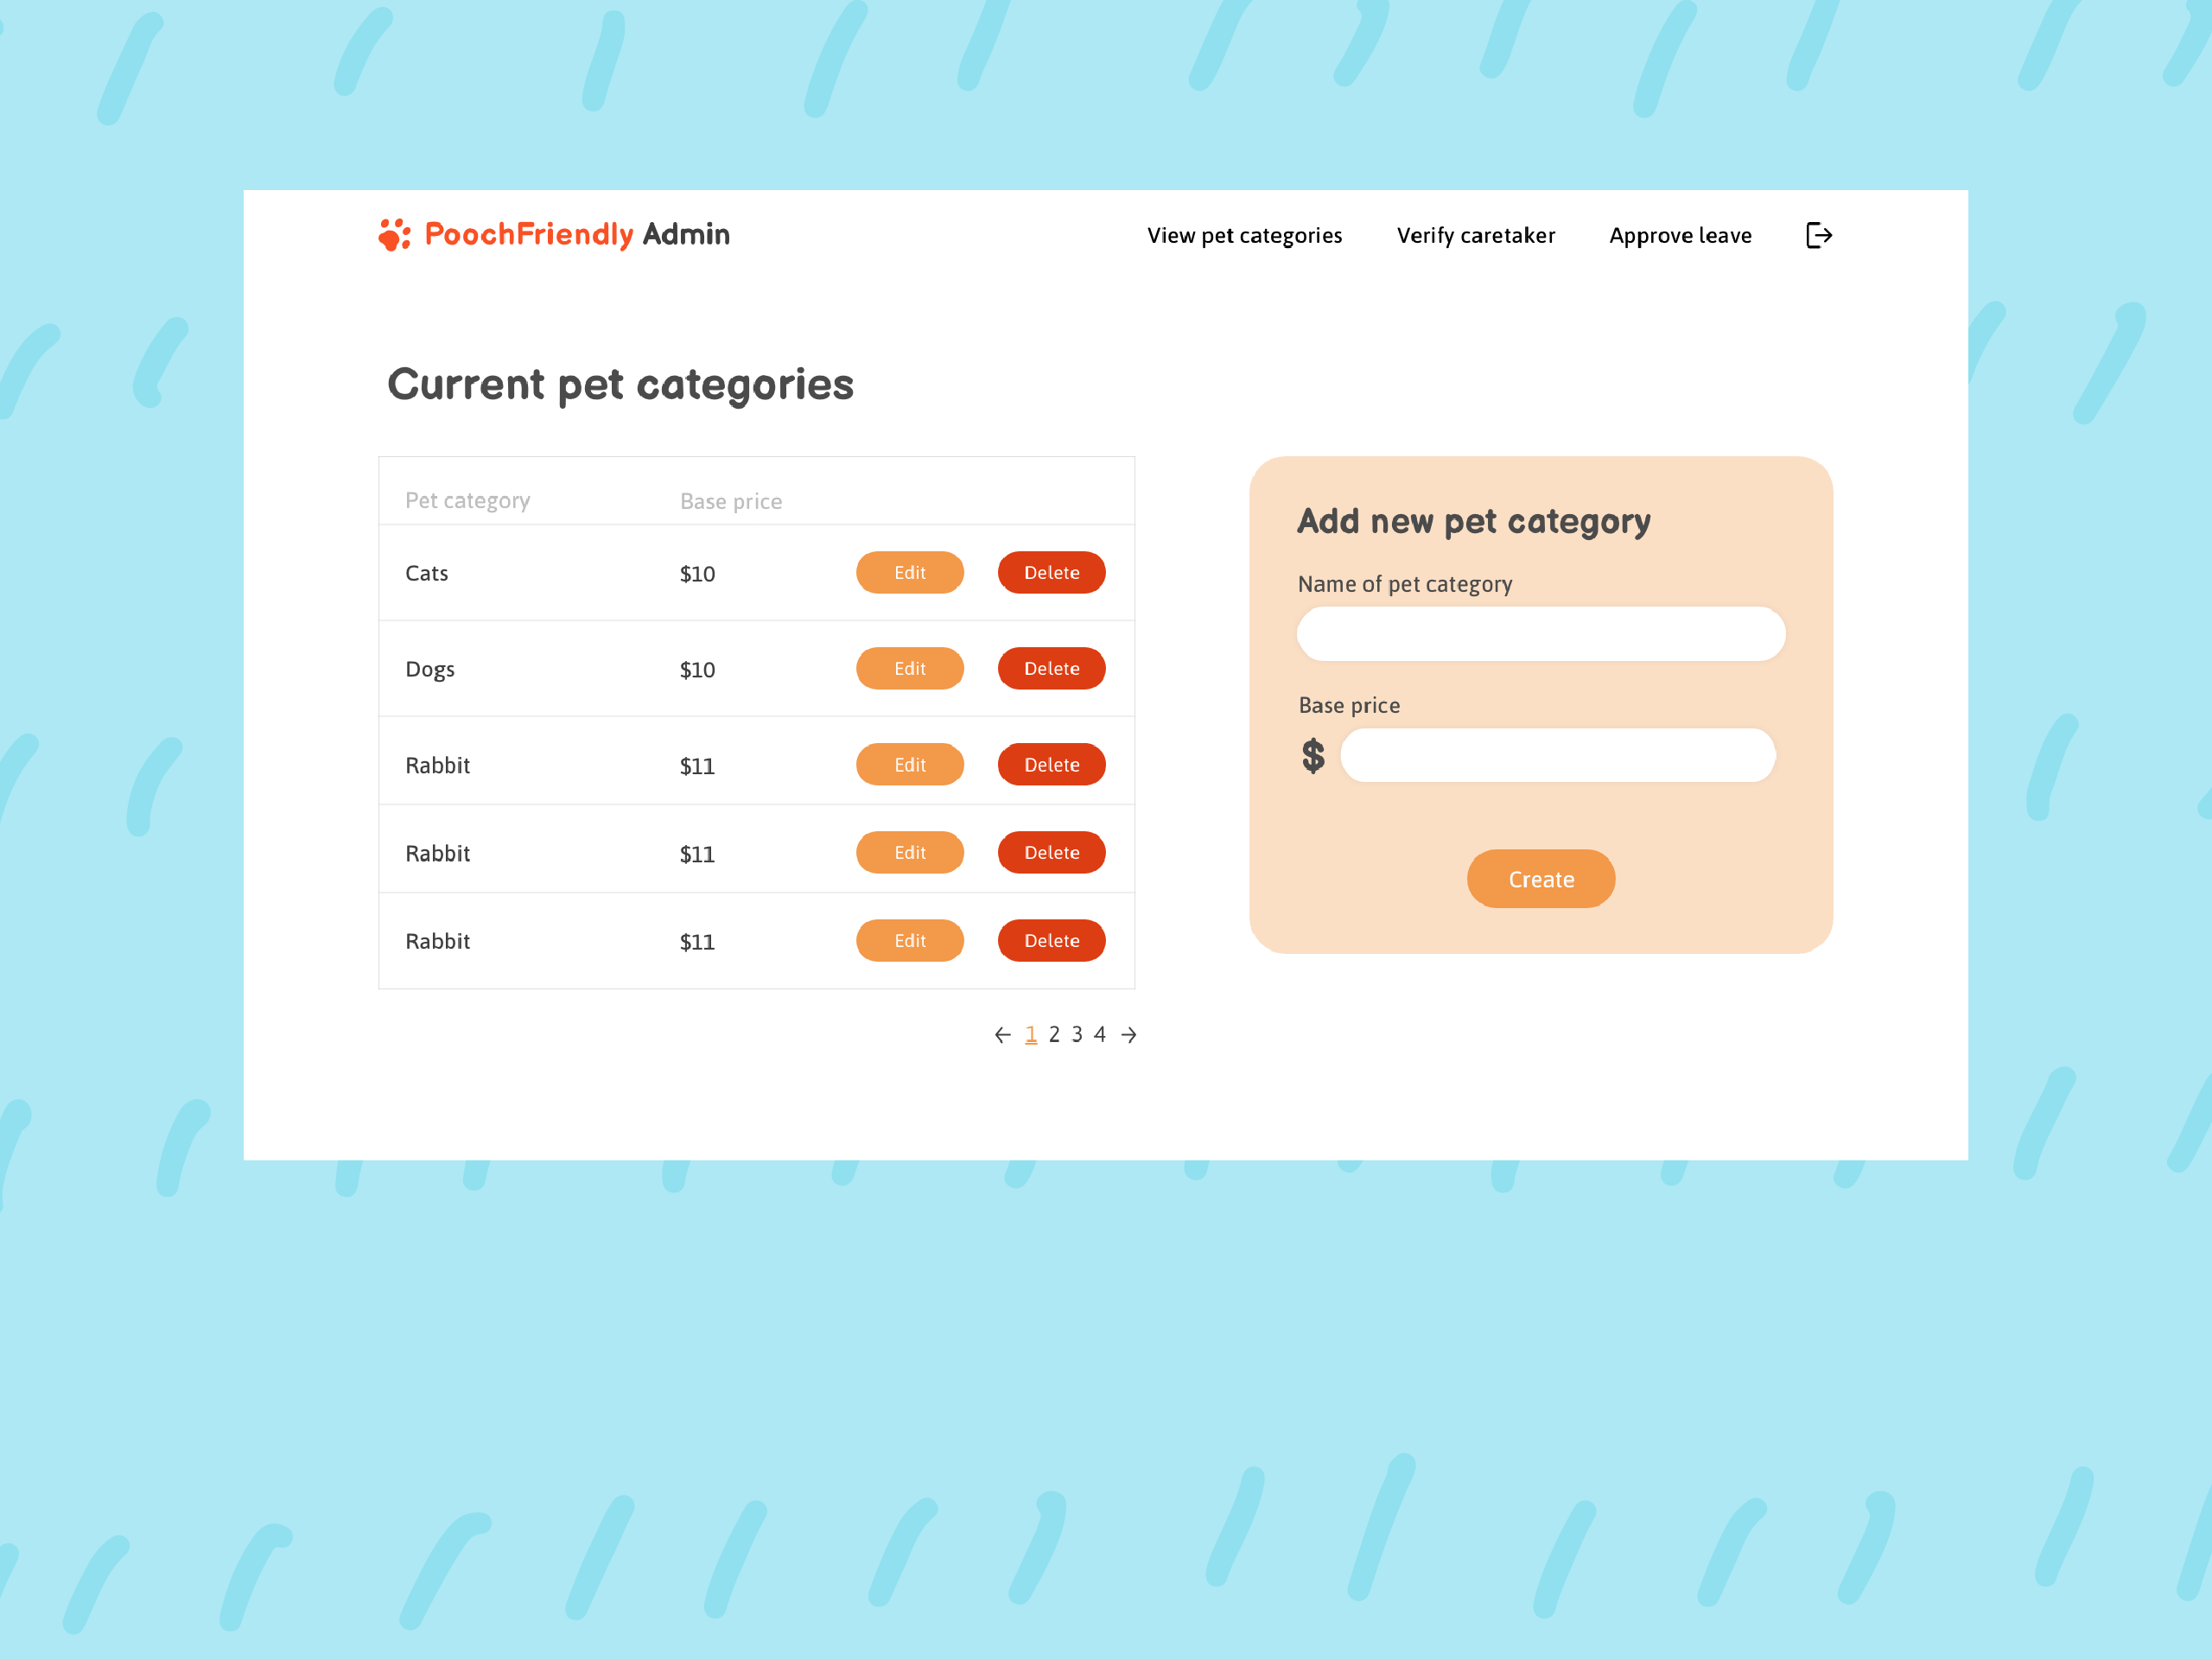 PoochFriendly Admin
View pet categories
Verify caretaker
Approve leave
Current pet categories
Pet category Base price
Cats $10 Edit Delete
Dogs $10 Edit Delete
Rabbit $11 Edit Delete
Rabbit $11 Edit Delete
Rabbit $11 Edit Delete
← 1 2 3 4 →
Add new pet category
Name of pet category
Base price
$
Create